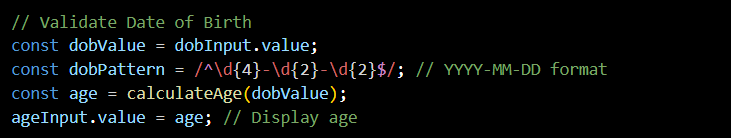 // Validate Date of Birth
const dobValue = dobInput.value;
const dobPattern = /^\d{4}-\d{2}-\d{2}$/; // YYYY-MM-DD format
const age = calculateAge(dobValue);
ageInput.value = age; // Display age